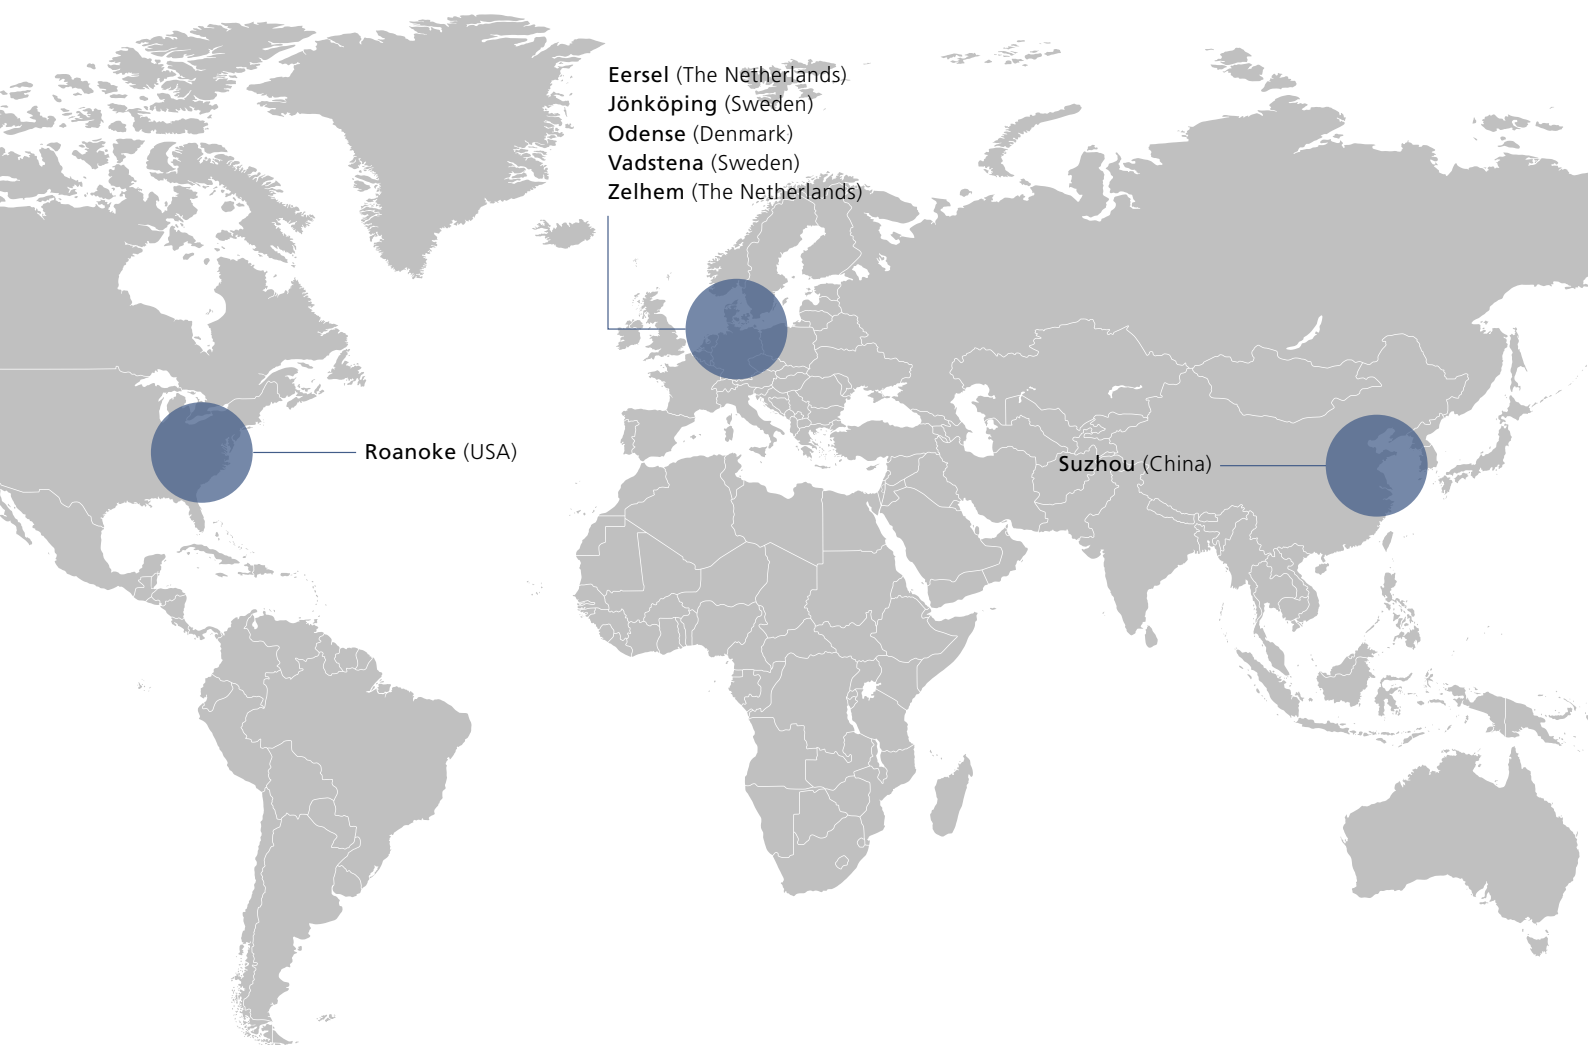 Eersel (The Netherlands)
Jönköping (Sweden)
Odense (Denmark)
Vadstena (Sweden)
Zelhem (The Netherlands)
Roanoke (USA)
Suzhou (China)